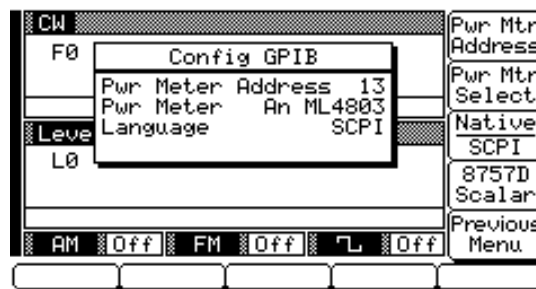 CW
F0
Config GPIB
Pwr Meter Address 13
Pwr Meter An ML4803
Language SCPI
Leve
L0
AM Off FM Off Off
Pwr Mtr
Address
Pwr Mtr
Select
Native
SCPI
8757D
Scalar
Previous
Menu